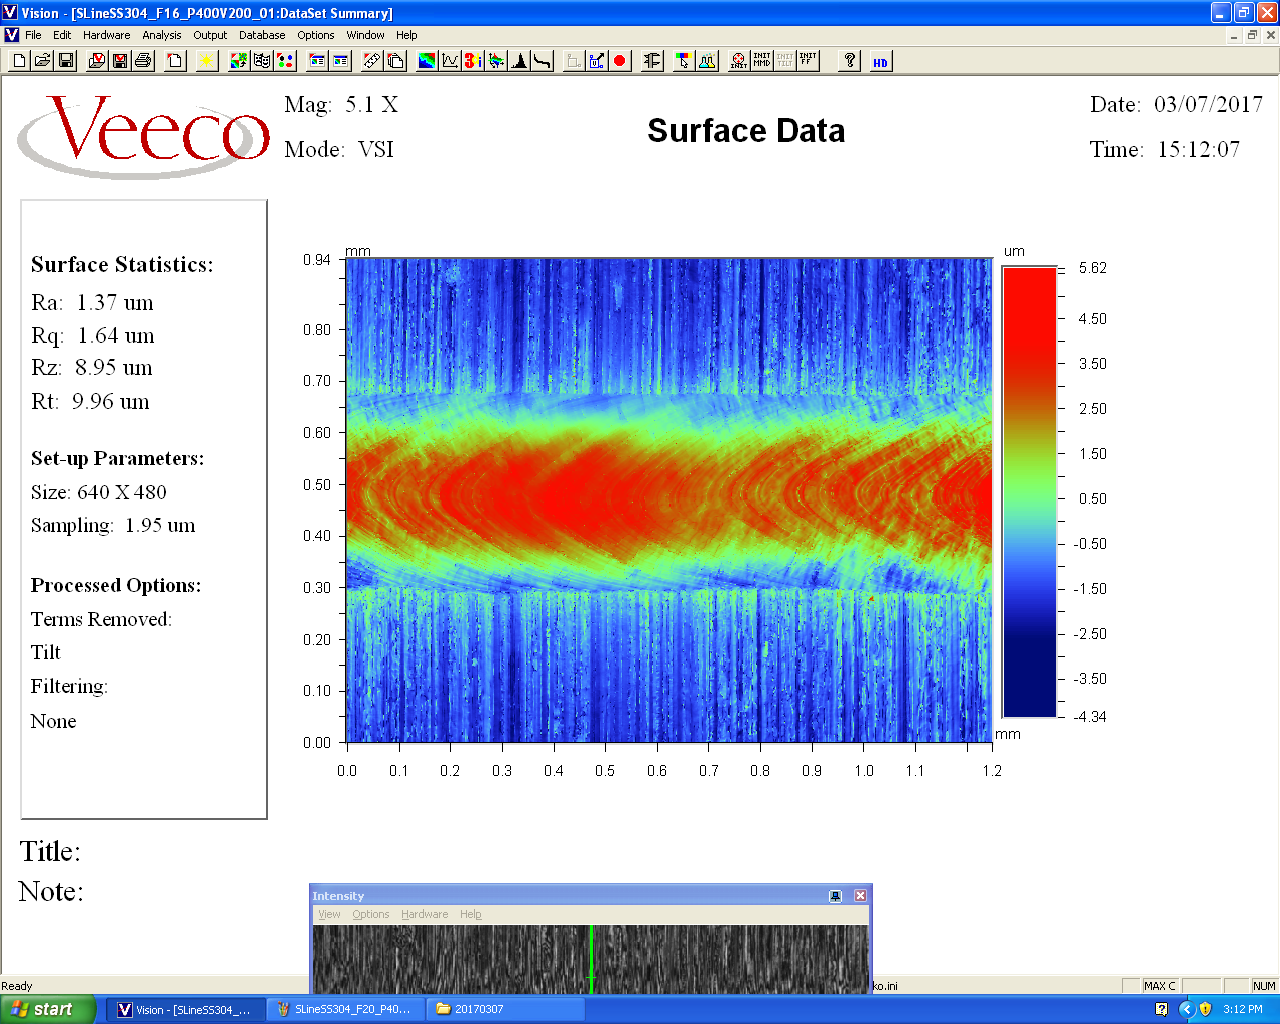 Vision - [SLineSS304_F16_P400V200_01:DataSet Summary]
File Edit Hardware Analysis Output Database Options Window Help
INIT INIT MMD INIT TILT INIT FF ? HD
Veeco
Mag: 5.1 X
Mode: VSI
Surface Data
Date: 03/07/2017
Time: 15:12:07
Surface Statistics:
Ra: 1.37 um
Rq: 1.64 um
Rz: 8.95 um
Rt: 9.96 um
Set-up Parameters:
Size: 640 X 480
Sampling: 1.95 um
Processed Options:
Terms Removed:
Tilt
Filtering:
None
mm
0.94
0.80
0.70
0.60
0.50
0.40
0.30
0.20
0.10
0.00
0.0 0.1 0.2 0.3 0.4 0.5 0.6 0.7 0.8 0.9 1.0 1.1 1.2
mm
um
5.62
4.50
3.50
2.50
1.50
0.50
-0.50
-1.50
-2.50
-3.50
-4.34
Title:
Note:
Intensity
View Options Hardware Help
Ready
ko.ini
MAX C
NUM
start
Vision - [SLineSS304_...
SLineSS304_F20_P40...
20170307
3:12 PM